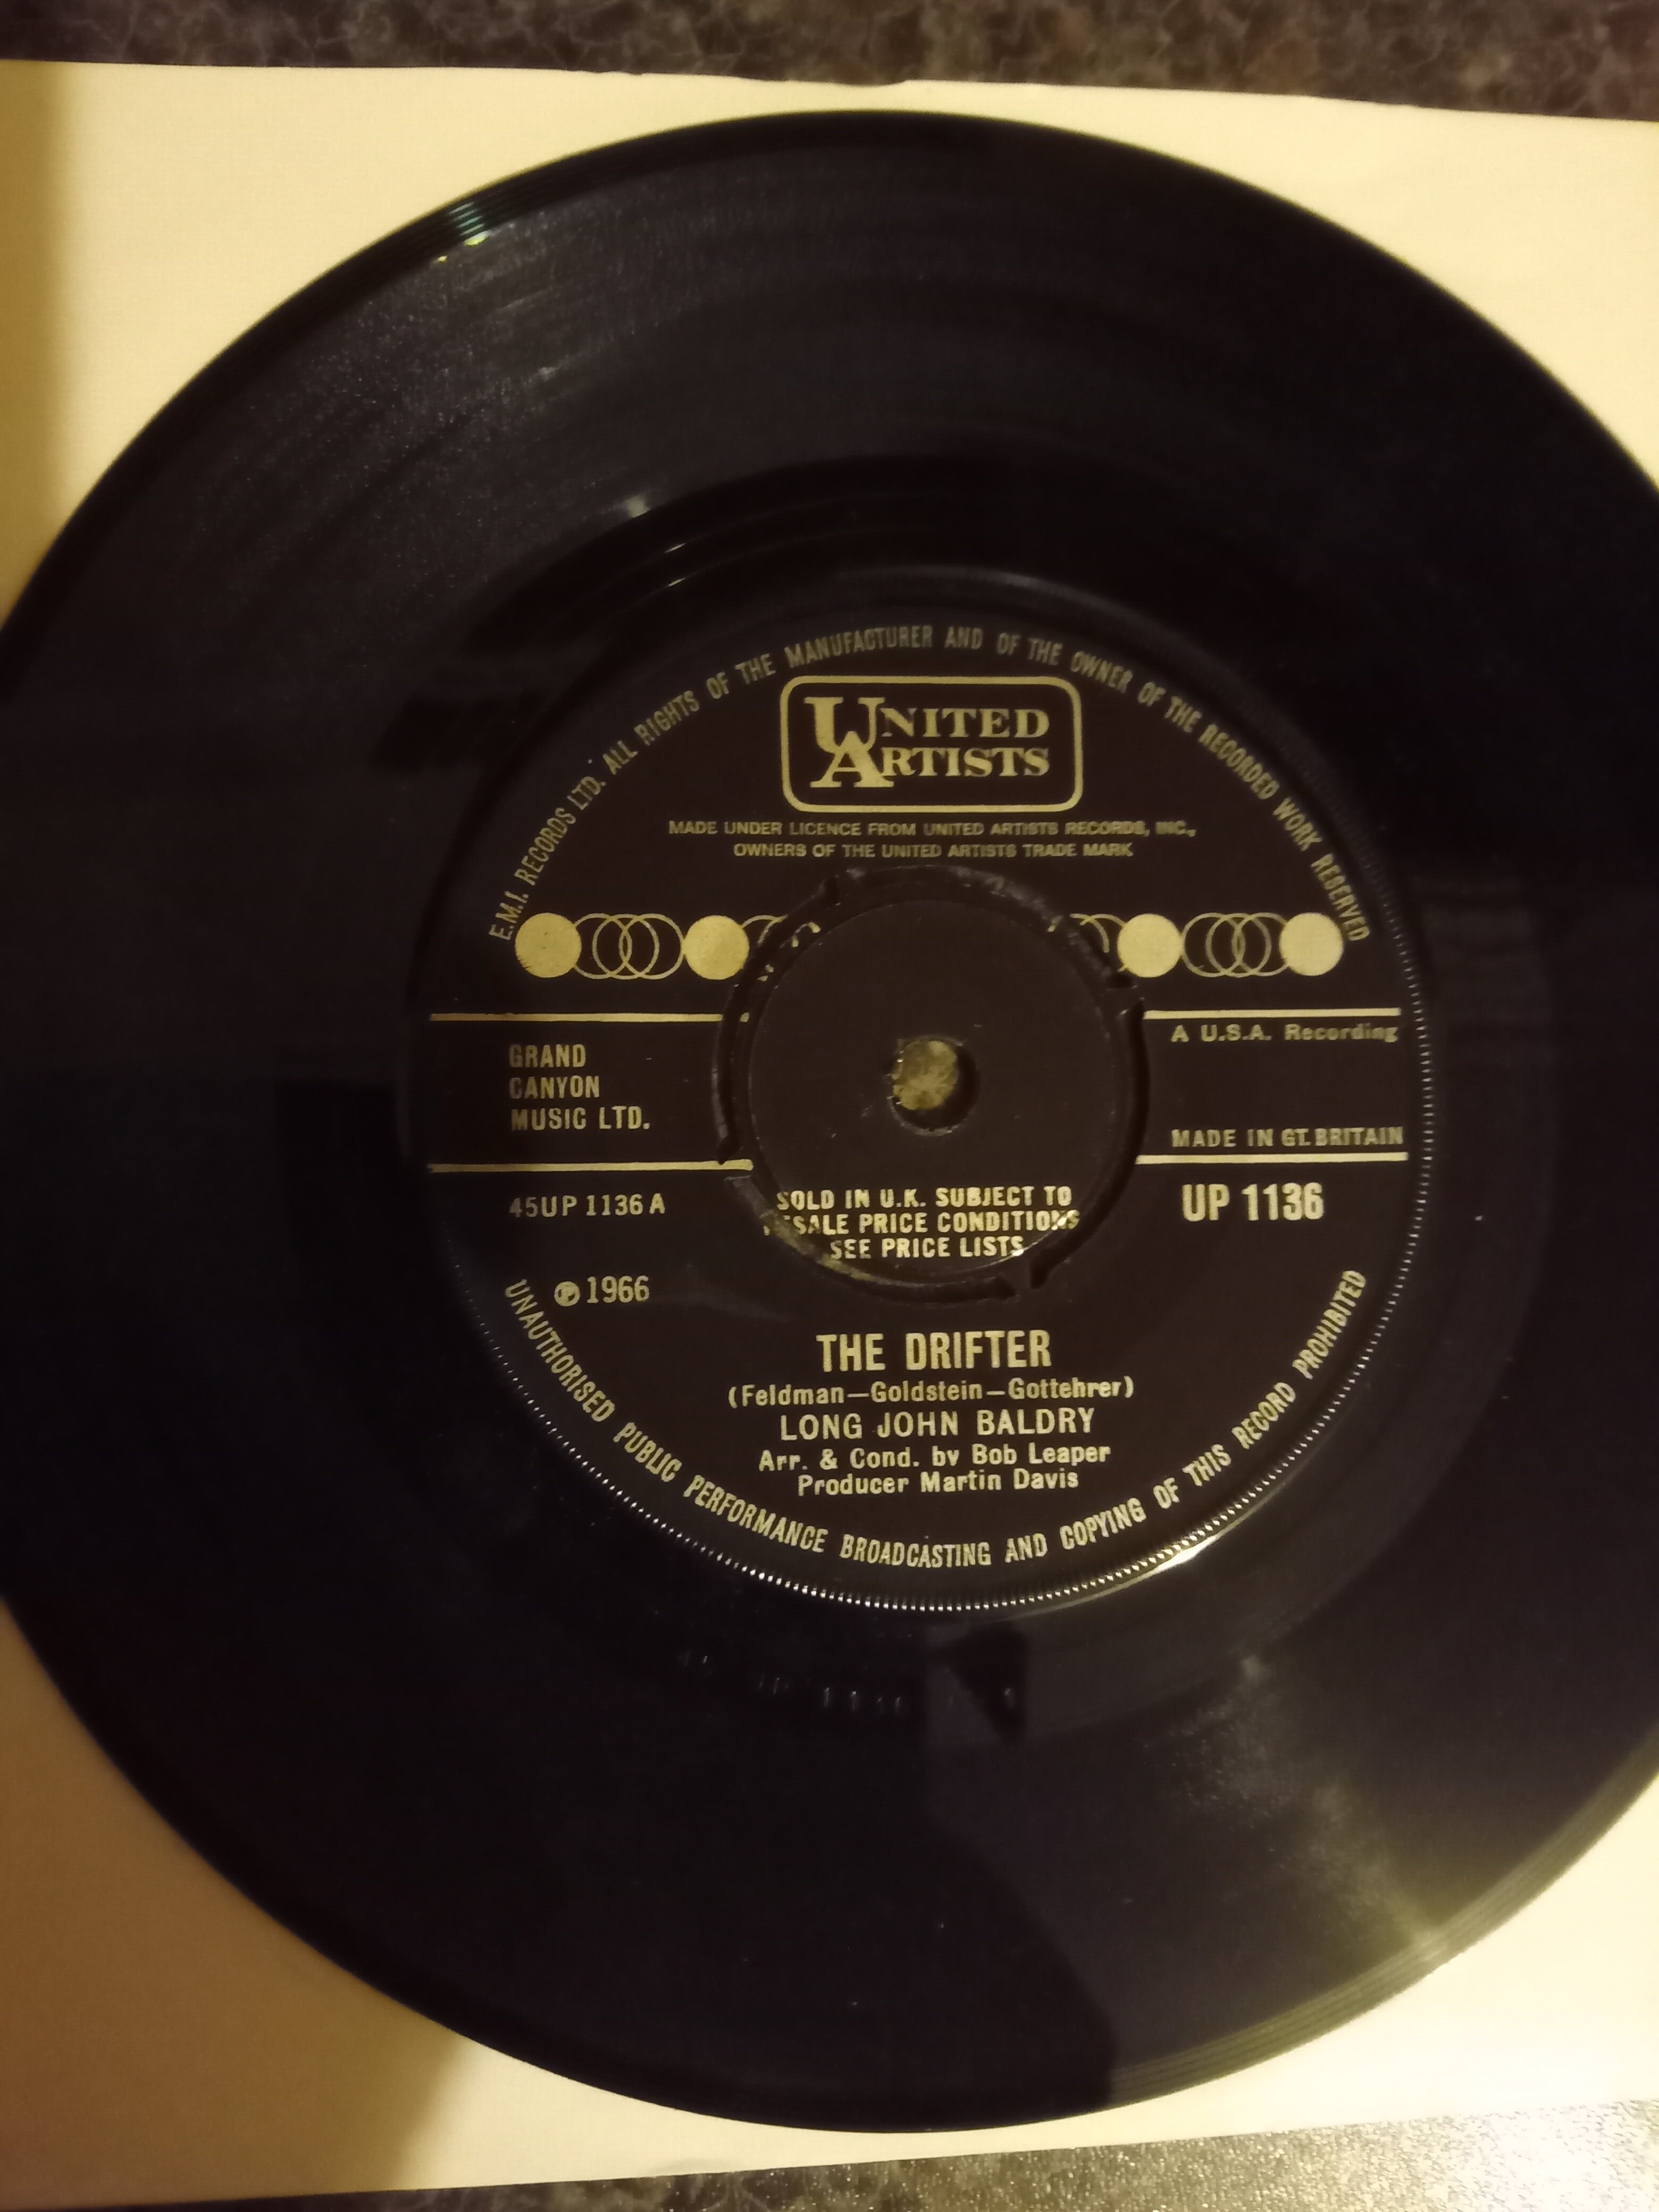 E.M.I. RECORDS LTD. ALL RIGHTS OF THE MANUFACTURER AND OF THE OWNER OF THE RECORDED WORK RESERVED
UNITED
ARTISTS
MADE UNDER LICENCE FROM UNITED ARTISTS RECORDS, INC.,
OWNERS OF THE UNITED ARTISTS TRADE MARK
GRAND
CANYON
MUSIC LTD.
A U.S.A. Recording
MADE IN GT. BRITAIN
45UP 1136 A
SOLD IN U.K. SUBJECT TO
RESALE PRICE CONDITIONS
SEE PRICE LISTS
UP 1136
℗ 1966
THE DRIFTER
(Feldman—Goldstein—Gottehrer)
LONG JOHN BALDRY
Arr. & Cond. by Bob Leaper
Producer Martin Davis
UNAUTHORISED PUBLIC PERFORMANCE BROADCASTING AND COPYING OF THIS RECORD PROHIBITED